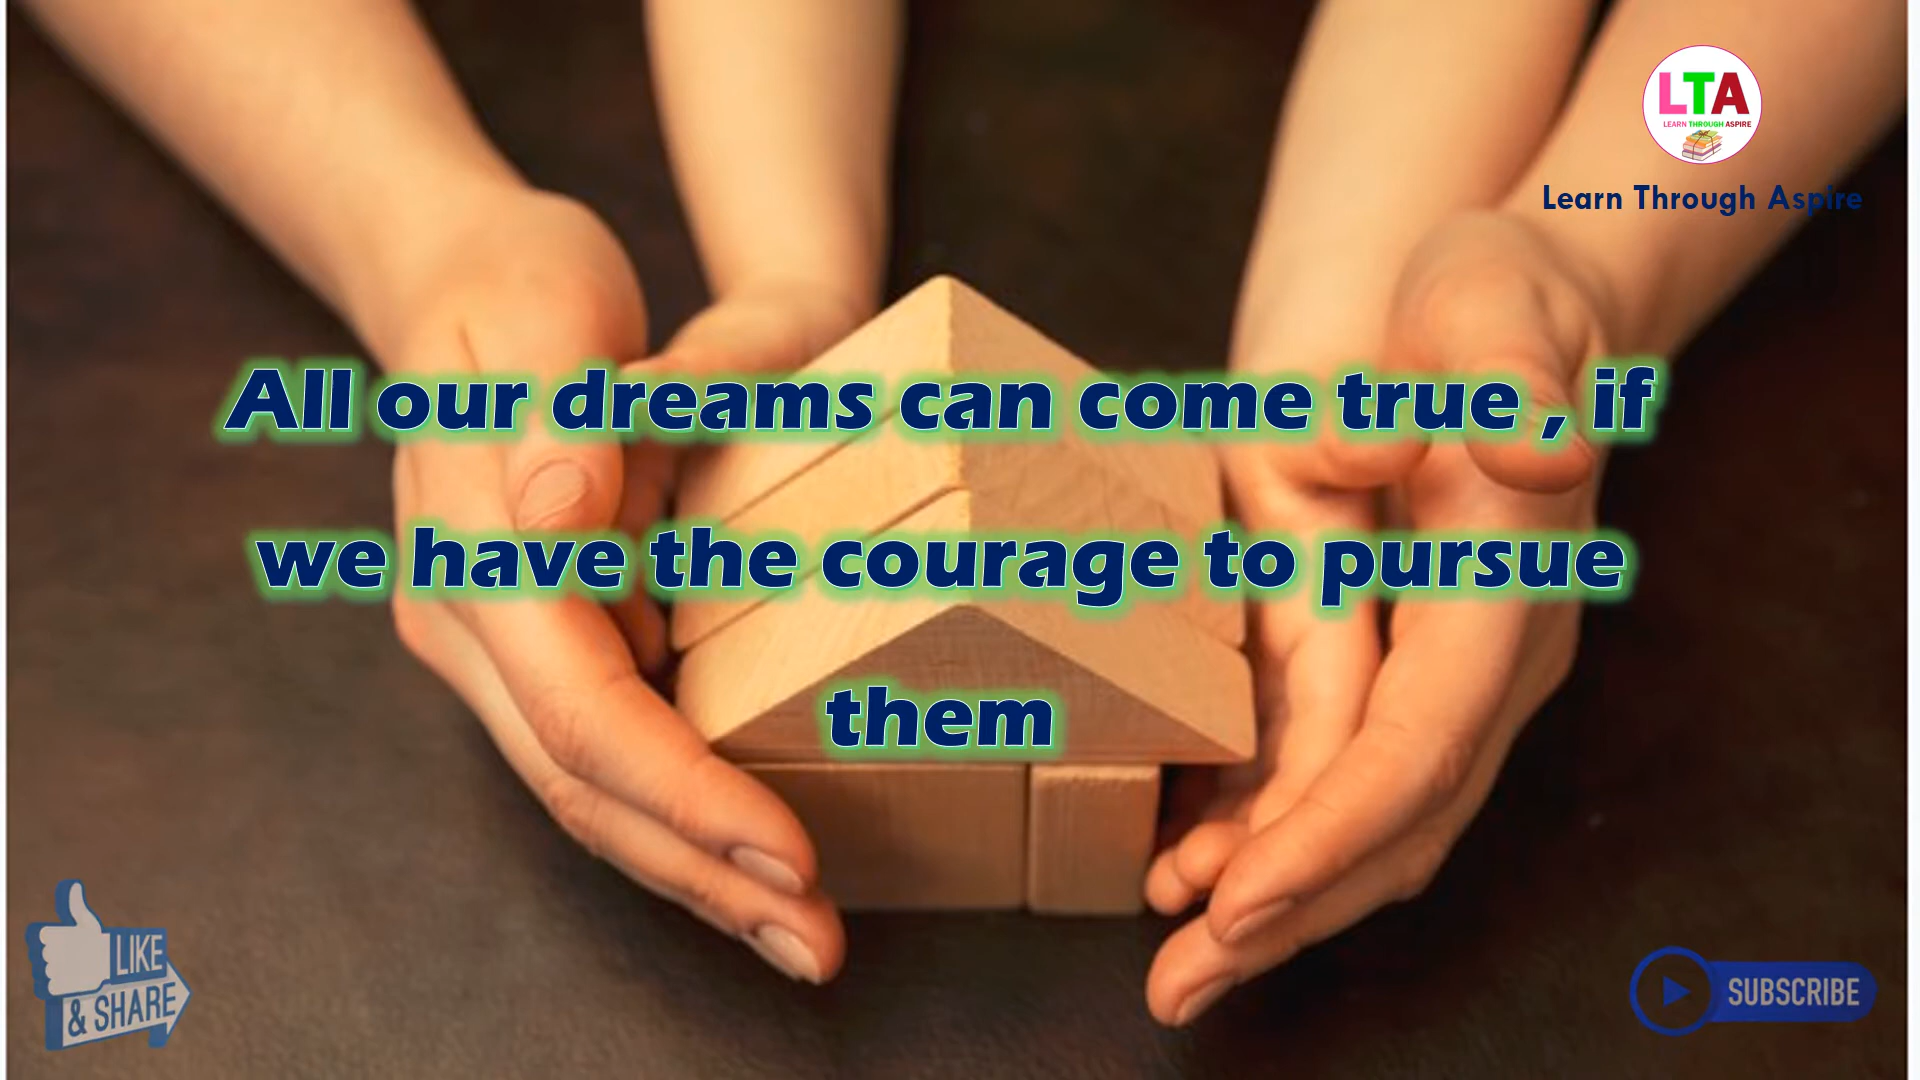 LTA
LEARN THROUGH ASPIRE
Learn Through Aspire
All our dreams can come true , if
we have the courage to pursue
them
LIKE
& SHARE
SUBSCRIBE